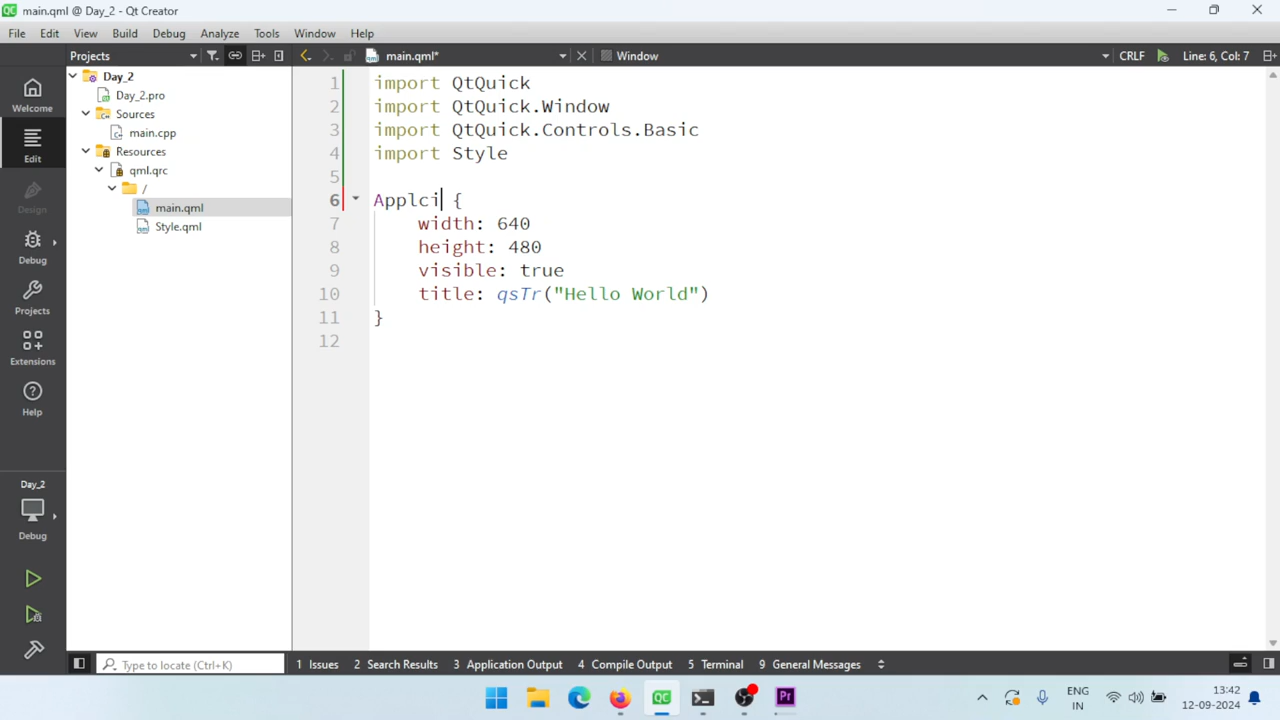 QC main.qml @ Day_2 - Qt Creator
File Edit View Build Debug Analyze Tools Window Help
Projects main.qml* Window CRLF Line: 6, Col: 7
Day_2
Day_2.pro
Sources
main.cpp
Resources
qml.qrc
/
main.qml
Style.qml
Welcome
Edit
Design
Debug
Projects
Extensions
Help
Day_2
Debug
1 import QtQuick
2 import QtQuick.Window
3 import QtQuick.Controls.Basic
4 import Style
5
6 Applci {
7 width: 640
8 height: 480
9 visible: true
10 title: qsTr("Hello World")
11 }
12
Type to locate (Ctrl+K) 1 Issues 2 Search Results 3 Application Output 4 Compile Output 5 Terminal 9 General Messages
QC Pr ENG IN 13:42
12-09-2024